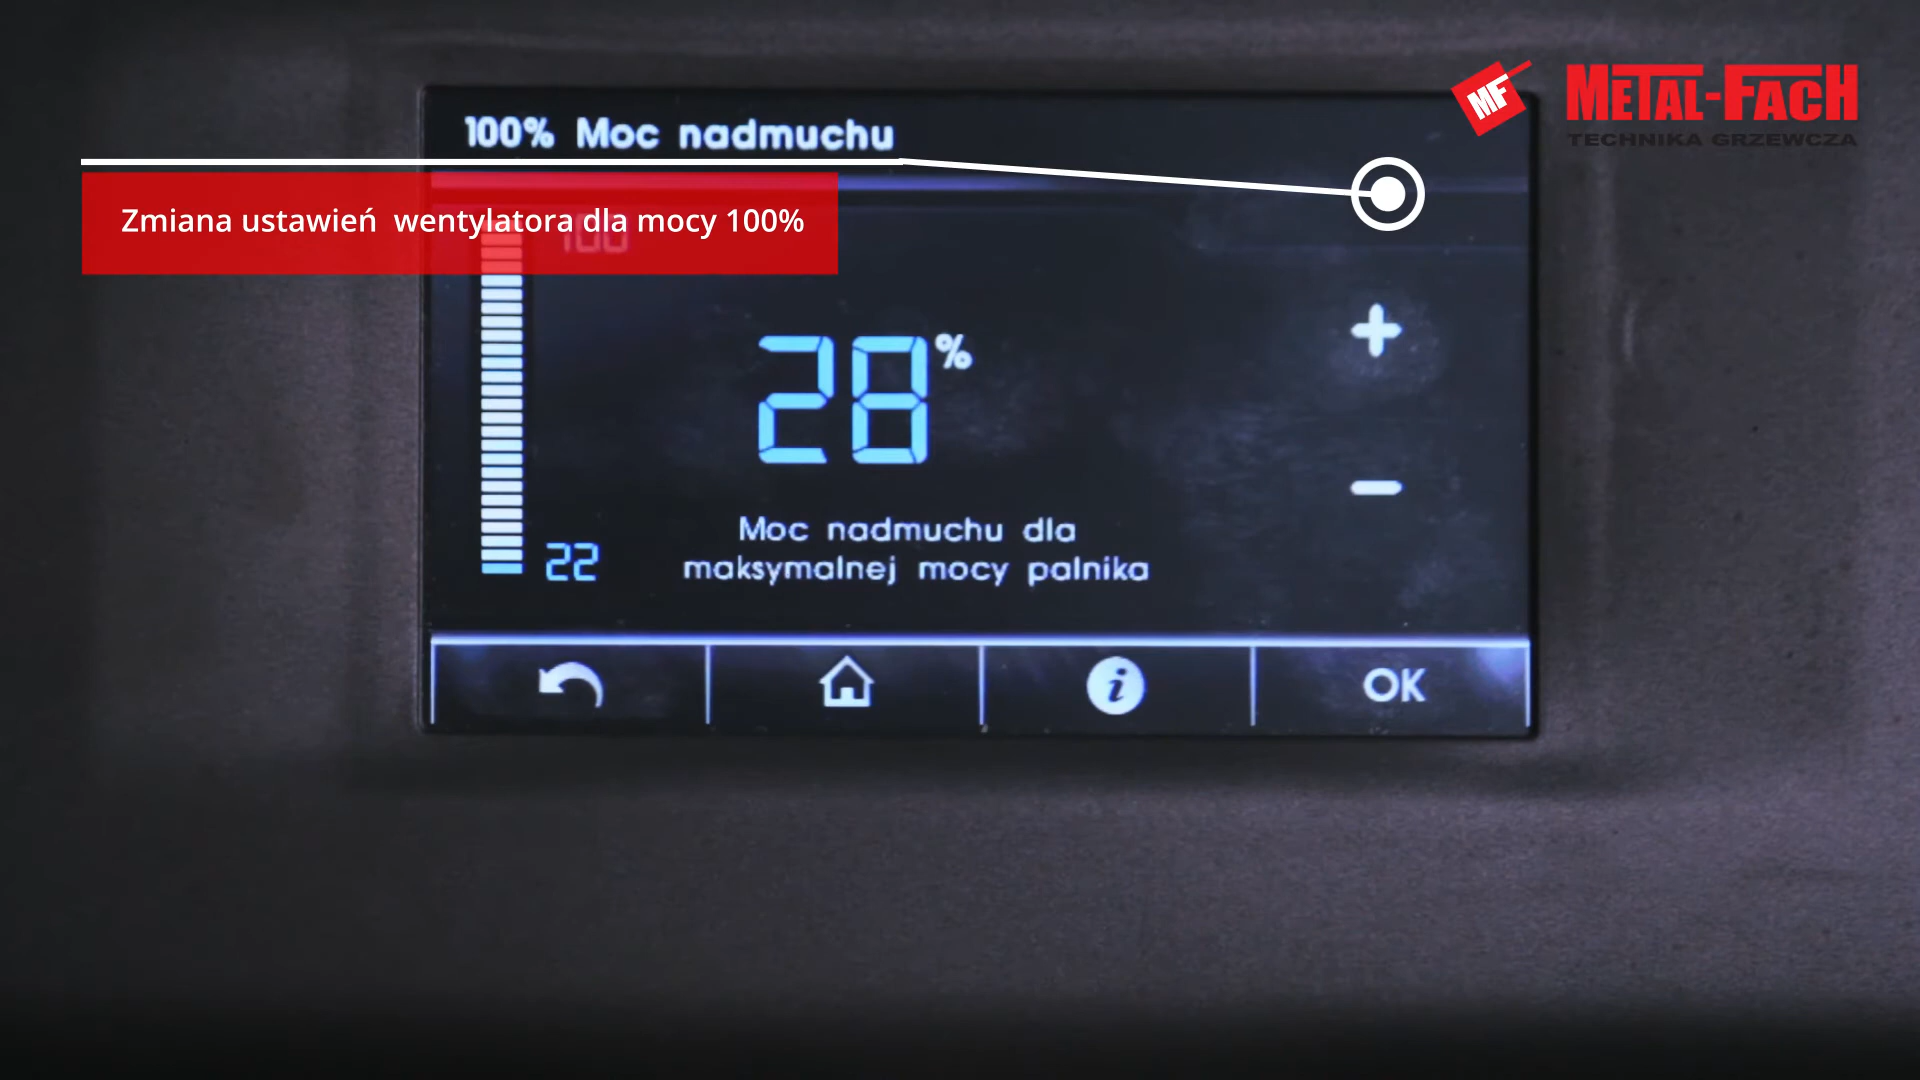 MF METAL-FACH
TECHNIKA GRZEWCZA
100% Moc nadmuchu
Zmiana ustawień wentylatora dla mocy 100%
100
28%
22
Moc nadmuchu dla
maksymalnej mocy palnika
OK